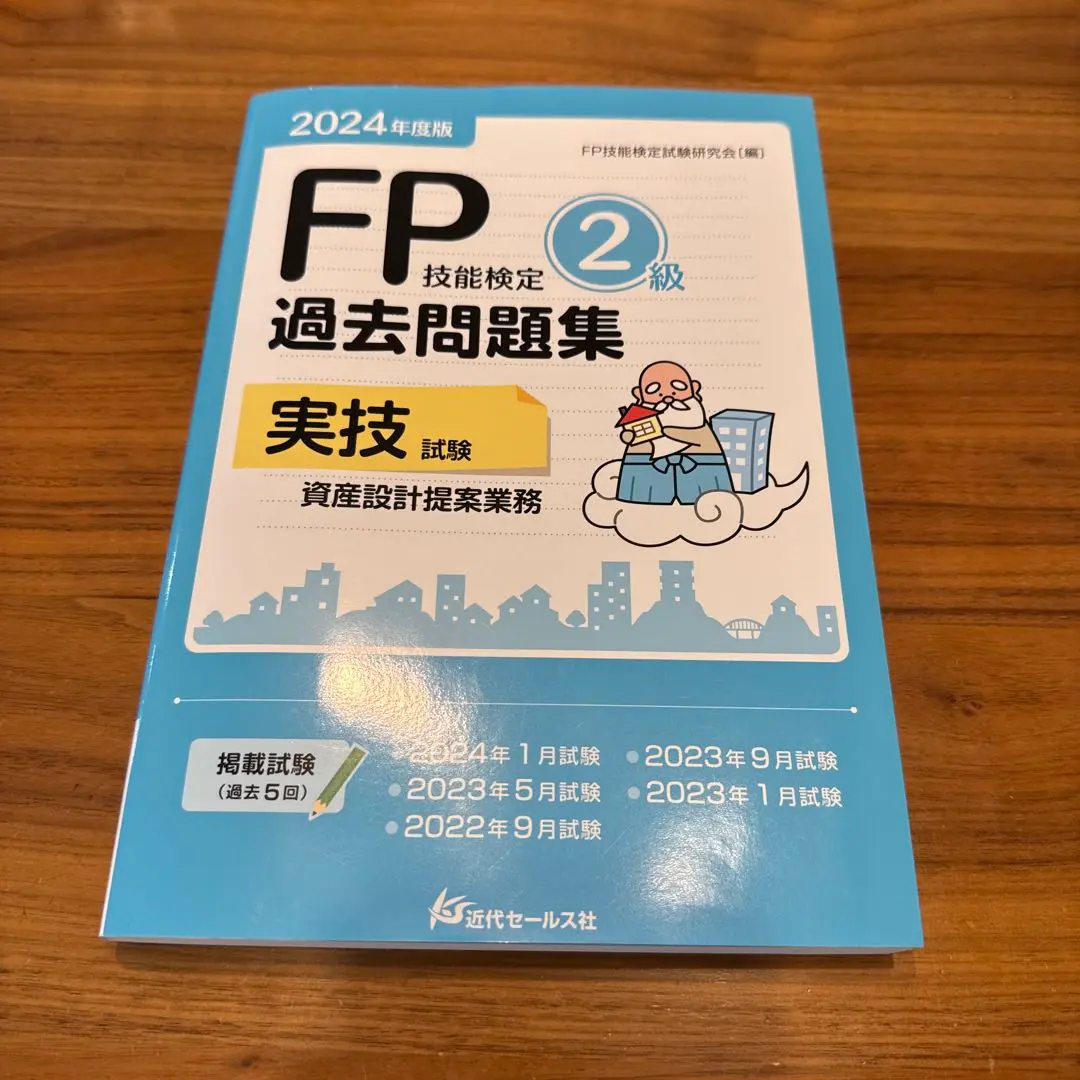 2024年度版
FP技能検定試験研究会〔編〕
FP技能検定 2級
過去問題集
実技試験
資産設計提案業務
掲載試験
(過去5回)
2024年1月試験
●2023年9月試験
●2023年5月試験
●2023年1月試験
●2022年9月試験
近代セールス社